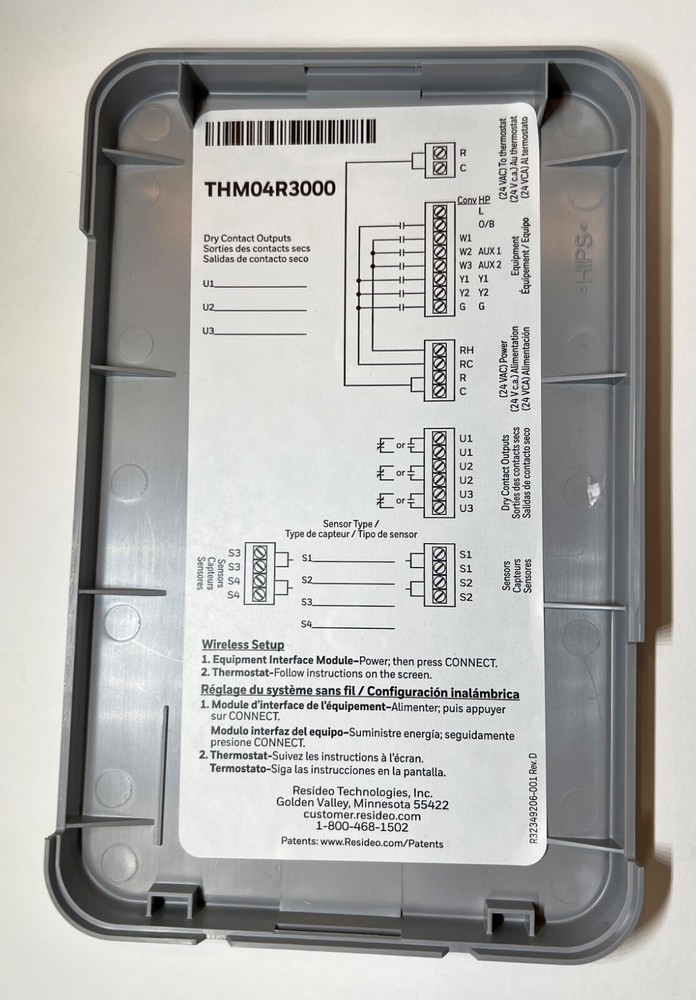 THM04R3000
R
C
(24 VAC) To thermostat
(24 V c.a.) Au thermostat
(24 VCA) Al termostato
Dry Contact Outputs
Sorties des contacts secs
Salidas de contacto seco
U1
U2
U3
Conv HP
L
O/B
W1
W2 AUX 1
W3 AUX 2
Y1 Y1
Y2 Y2
G G
Equipment
Équipement / Equipo
>HIPS<
RH
RC
R
C
(24 VAC) Power
(24 V c.a.) Alimentation
(24 VCA) Alimentación
or
or
or
U1
U1
U2
U2
U3
U3
Dry Contact Outputs
Sorties des contacts secs
Salidas de contacto seco
Sensor Type /
Type de capteur / Tipo de sensor
Sensors
Capteurs
Sensores
S3
S3
S4
S4
S1
S2
S3
S4
S1
S1
S2
S2
Sensors
Capteurs
Sensores
Wireless Setup
1. Equipment Interface Module–Power; then press CONNECT.
2. Thermostat–Follow instructions on the screen.
Réglage du système sans fil / Configuración inalámbrica
1. Module d'interface de l'équipement–Alimenter; puis appuyer
sur CONNECT.
Modulo interfaz del equipo–Suministre energía; seguidamente
presione CONNECT.
2. Thermostat–Suivez les instructions à l'écran.
Termostato–Siga las instrucciones en la pantalla.
Resideo Technologies, Inc.
Golden Valley, Minnesota 55422
customer.resideo.com
1-800-468-1502
Patents: www.Resideo.com/Patents
R32349206-001 Rev. D